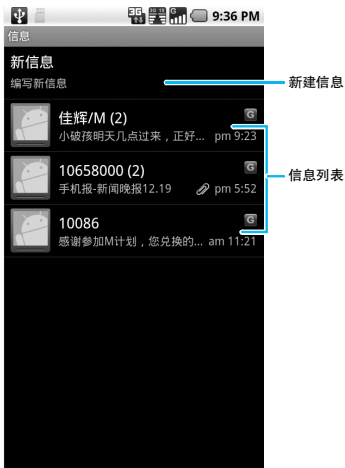 3G 3G 1X G 9:36 PM
信息
新信息
编写新信息
新建信息
佳辉/M (2)
G
小破孩明天几点过来，正好... pm 9:23
10658000 (2)
G
手机报-新闻晚报12.19 pm 5:52
信息列表
10086
G
感谢参加M计划，您兑换的... am 11:21